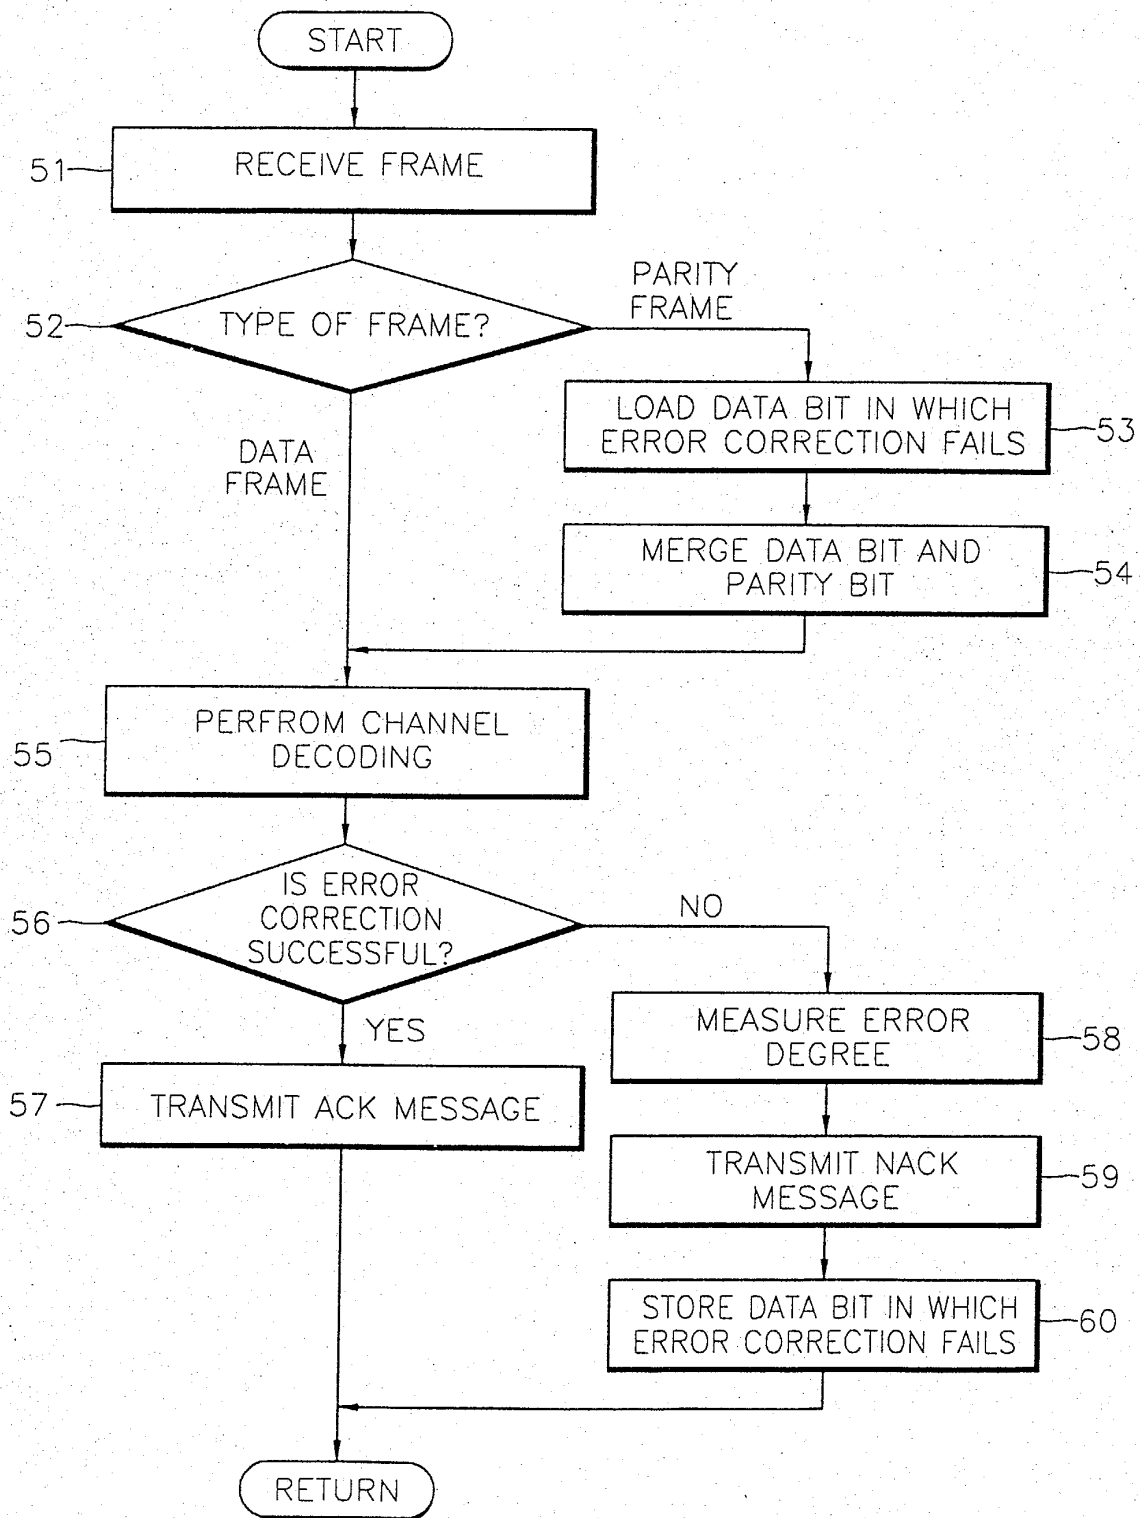 START
51
RECEIVE FRAME
52
TYPE OF FRAME?
PARITY
FRAME
DATA
FRAME
LOAD DATA BIT IN WHICH
ERROR CORRECTION FAILS
53
MERGE DATA BIT AND
PARITY BIT
54
55
PERFROM CHANNEL
DECODING
56
IS ERROR
CORRECTION
SUCCESSFUL?
NO
YES
57
TRANSMIT ACK MESSAGE
MEASURE ERROR
DEGREE
58
TRANSMIT NACK
MESSAGE
59
STORE DATA BIT IN WHICH
ERROR CORRECTION FAILS
60
RETURN